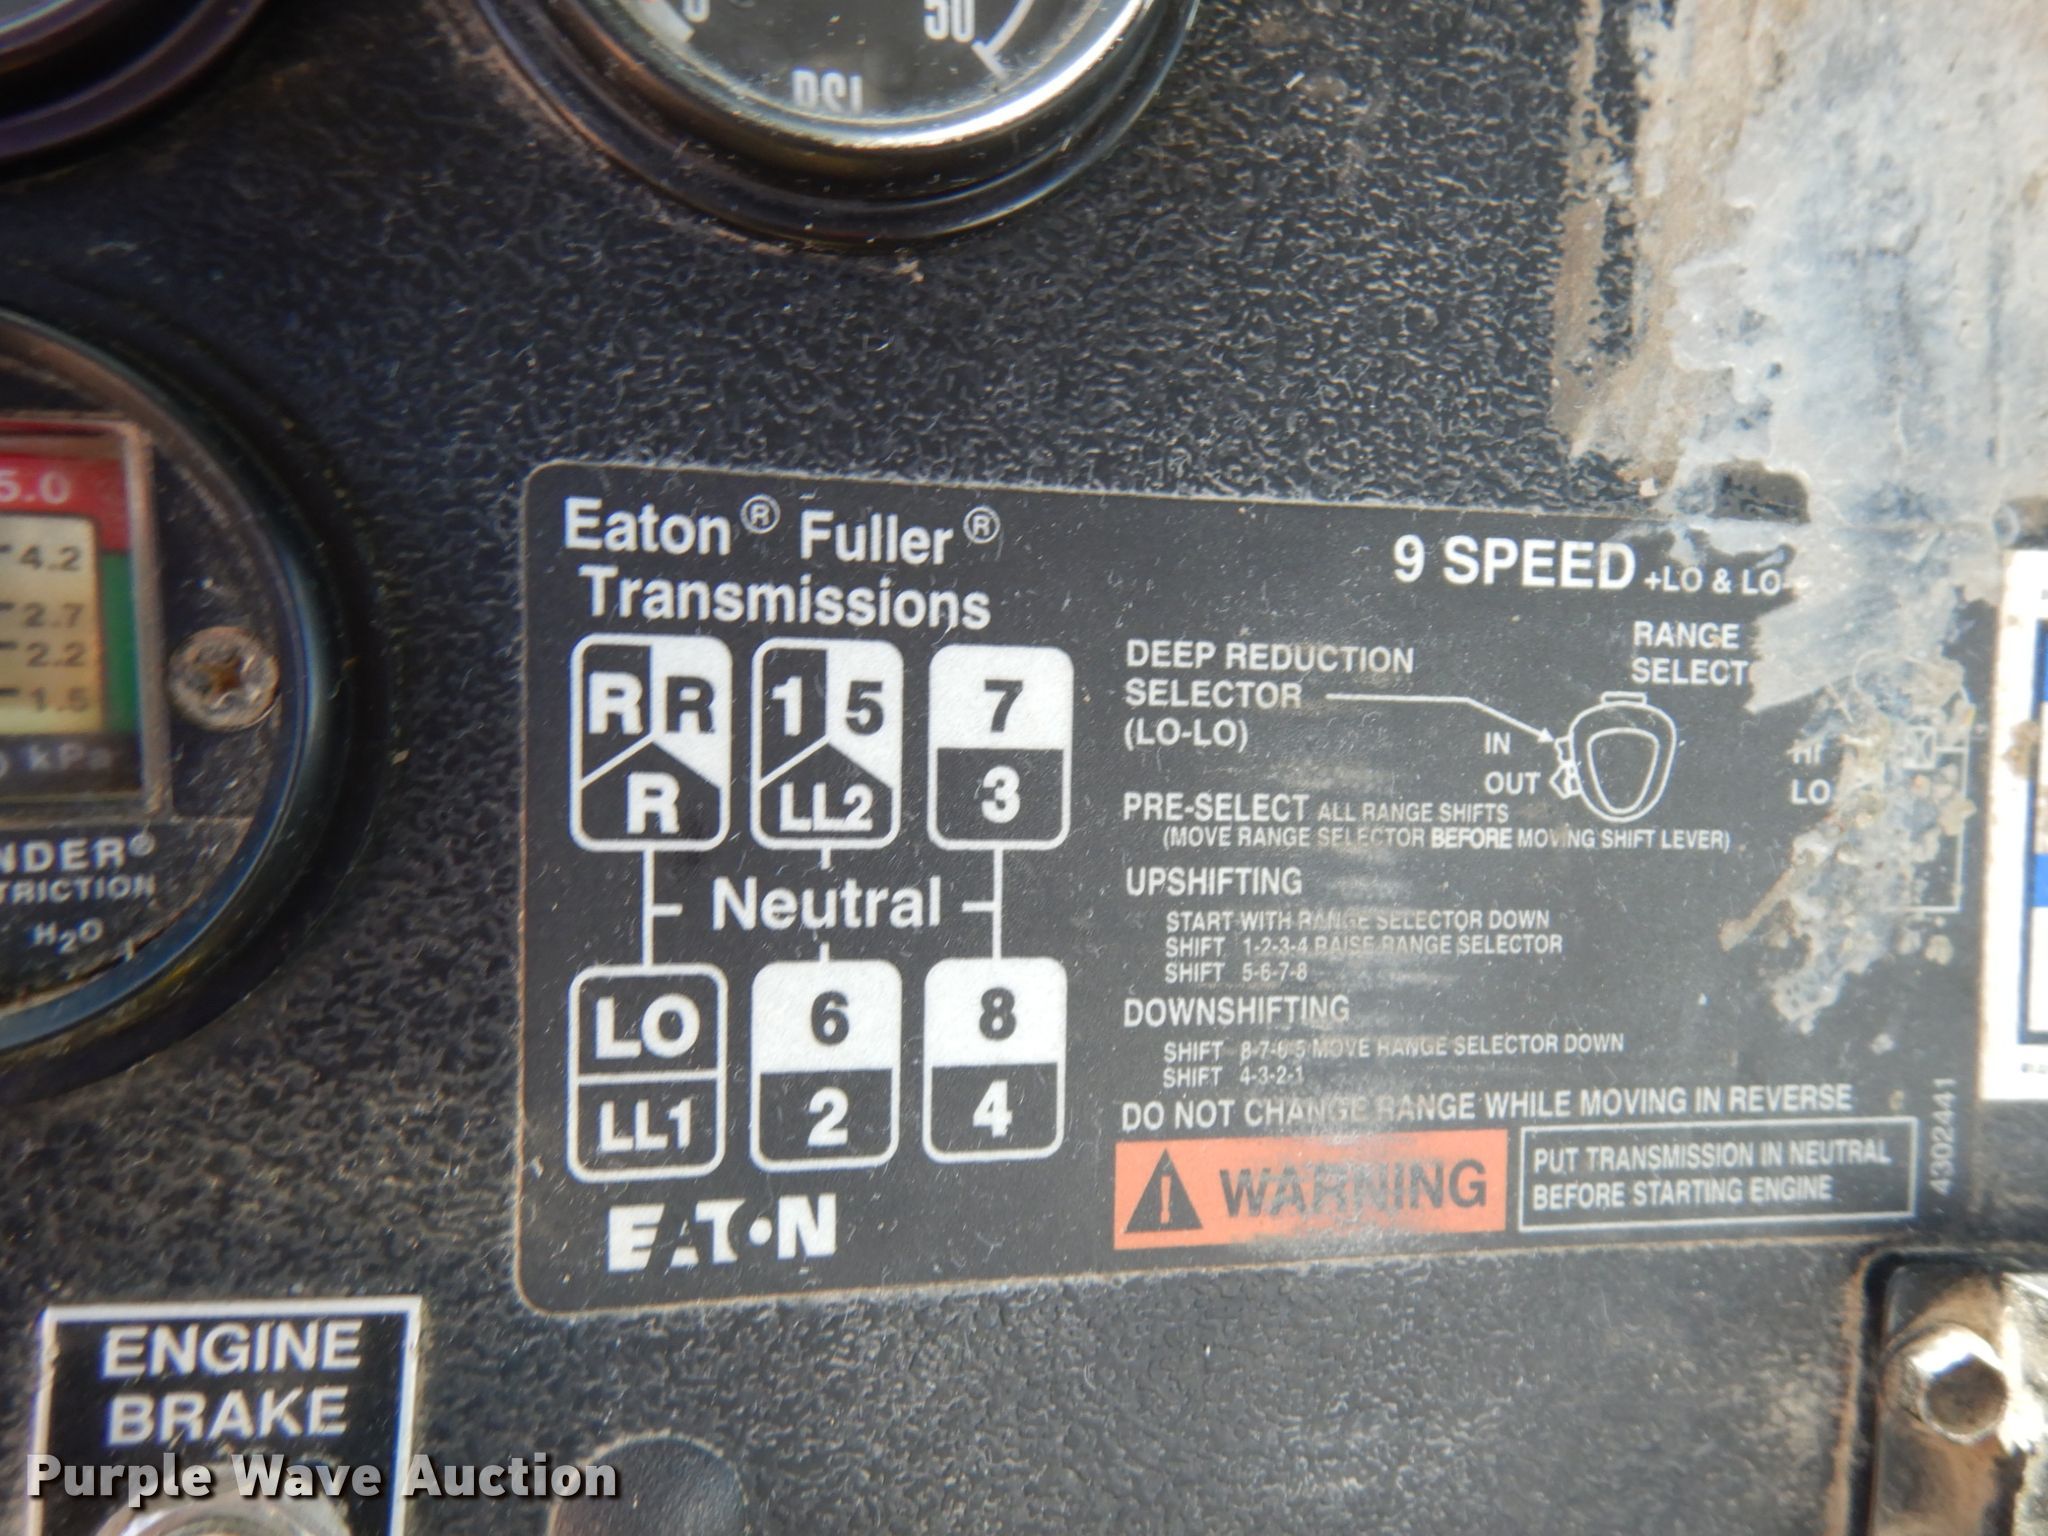 50
PSI
5.0
4.2
2.7
2.2
1.5
kPa
H2O
Eaton® Fuller®
Transmissions
9 SPEED +LO & LO-
R R
R
1 5
LL2
7
3
Neutral
LO
LL1
6
2
8
4
EATON
DEEP REDUCTION
SELECTOR
(LO-LO)
RANGE
IN
OUT
HI
LO
PRE-SELECT ALL RANGE SHIFTS
(MOVE RANGE SELECTOR BEFORE MOVING SHIFT LEVER)
UPSHIFTING
START WITH RANGE SELECTOR DOWN
SHIFT 1-2-3-4 RAISE RANGE SELECTOR
SHIFT 5-6-7-8
DOWNSHIFTING
SHIFT 8-7-6-5 MOVE RANGE SELECTOR DOWN
SHIFT 4-3-2-1
DO NOT CHANGE RANGE WHILE MOVING IN REVERSE
WARNING
PUT TRANSMISSION IN NEUTRAL
BEFORE STARTING ENGINE
4302441
ENGINE
BRAKE
Purple Wave Auction